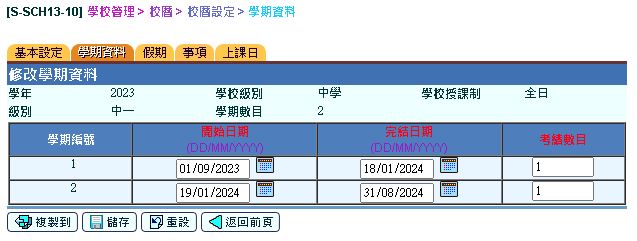 [S-SCH13-10] 學校管理 > 校曆 > 校曆設定 > 學期資料
基本設定 學期資料 假期 事項 上課日
修改學期資料
學年 2023 學校級別 中學 學校授課制 全日
級別 中一 學期數目 2
學期編號 開始日期 (DD/MM/YYYY) 完結日期 (DD/MM/YYYY) 考績數目
1 01/09/2023 18/01/2024 1
2 19/01/2024 31/08/2024 1
複製到 儲存 重設 返回前頁